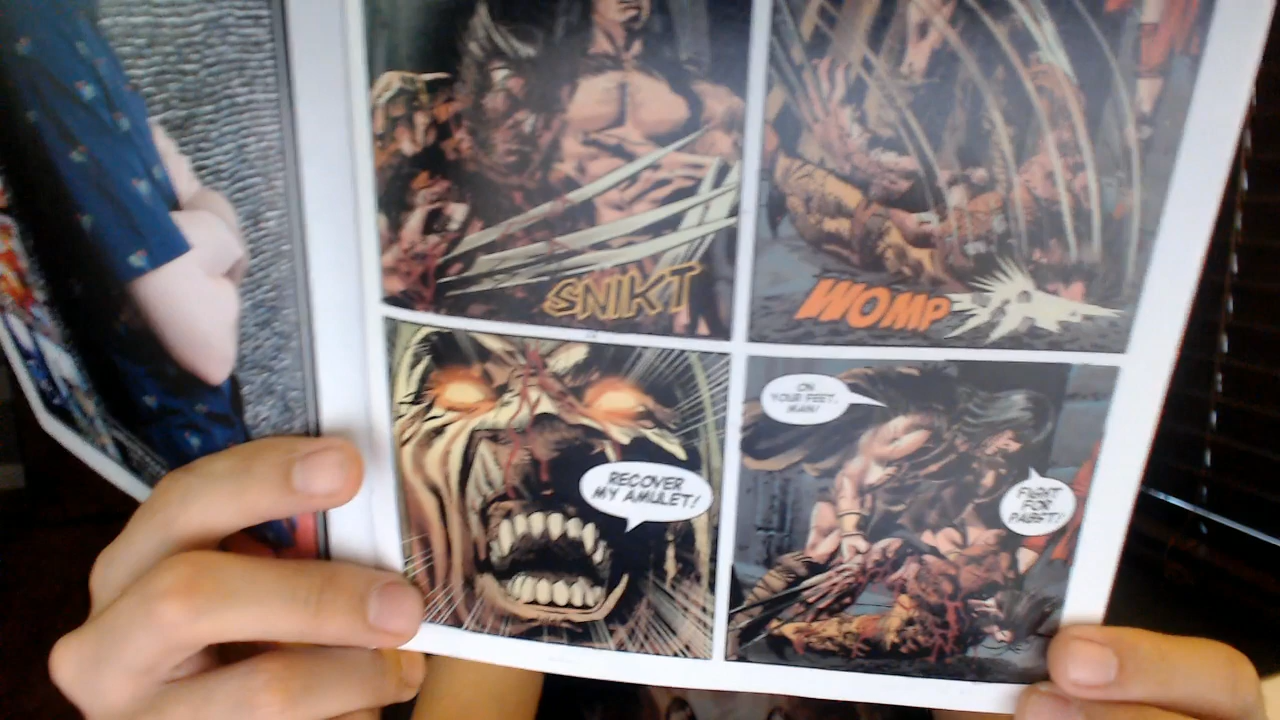 SNIKT
WOMP
RECOVER
MY AMULET!
ON
YOUR FEET,
MAN!
FIGHT
FOR
PABST!